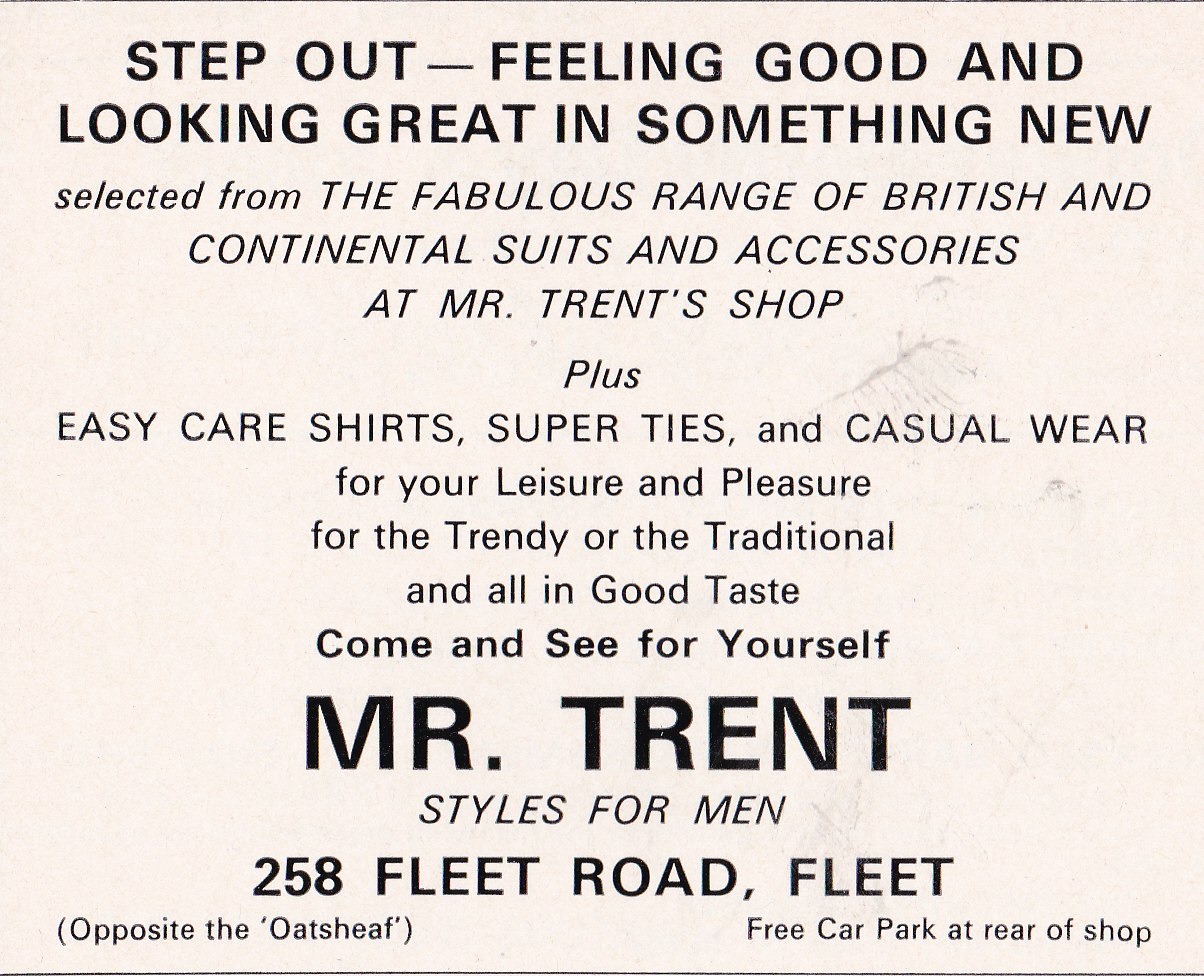 STEP OUT — FEELING GOOD AND
LOOKING GREAT IN SOMETHING NEW
selected from THE FABULOUS RANGE OF BRITISH AND
CONTINENTAL SUITS AND ACCESSORIES
AT MR. TRENT'S SHOP
Plus
EASY CARE SHIRTS, SUPER TIES, and CASUAL WEAR
for your Leisure and Pleasure
for the Trendy or the Traditional
and all in Good Taste
Come and See for Yourself
MR. TRENT
STYLES FOR MEN
258 FLEET ROAD, FLEET
(Opposite the 'Oatsheaf') Free Car Park at rear of shop